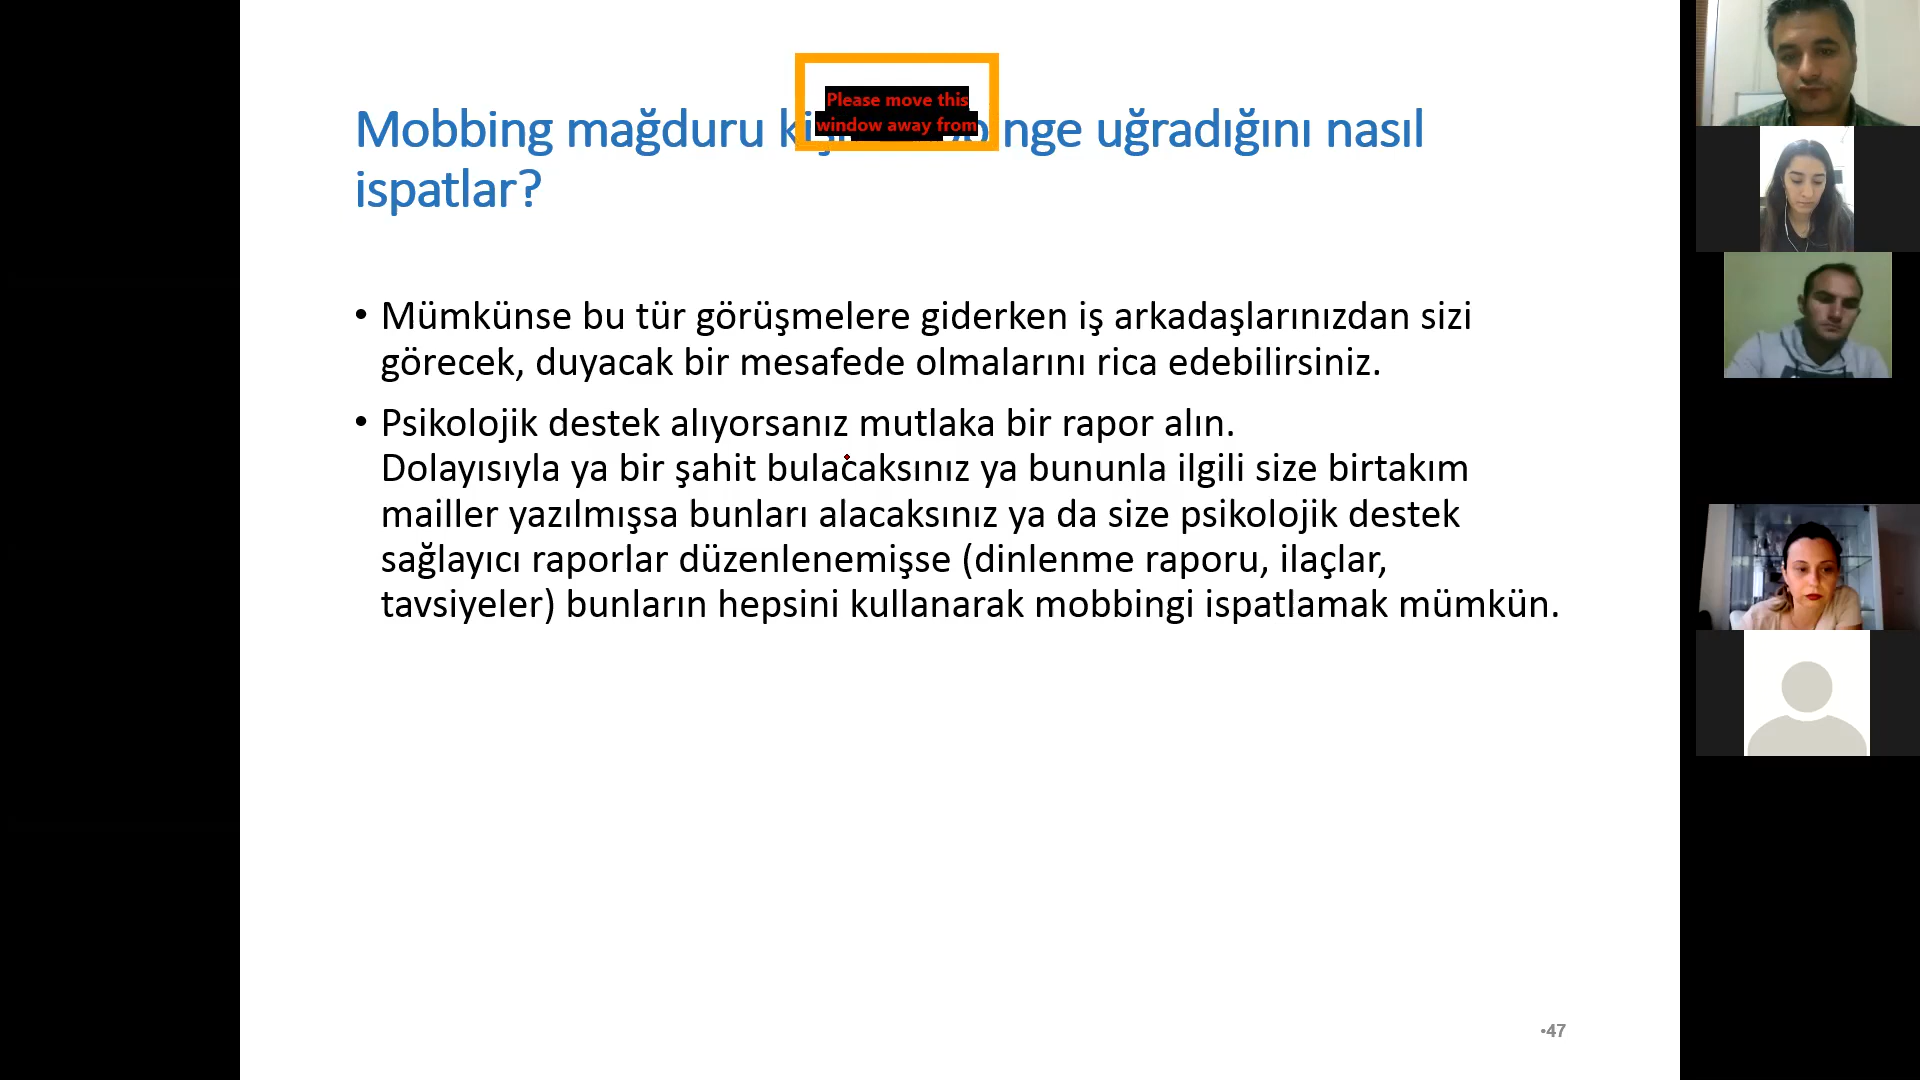 Please move this
window away from
Mobbing mağduru nge uğradığını nasıl
ispatlar?
• Mümkünse bu tür görüşmelere giderken iş arkadaşlarınızdan sizi
görecek, duyacak bir mesafede olmalarını rica edebilirsiniz.
• Psikolojik destek alıyorsanız mutlaka bir rapor alın.
Dolayısıyla ya bir şahit bulacaksınız ya bununla ilgili size birtakım
mailler yazılmışsa bunları alacaksınız ya da size psikolojik destek
sağlayıcı raporlar düzenlenemişse (dinlenme raporu, ilaçlar,
tavsiyeler) bunların hepsini kullanarak mobbingi ispatlamak mümkün.
•47